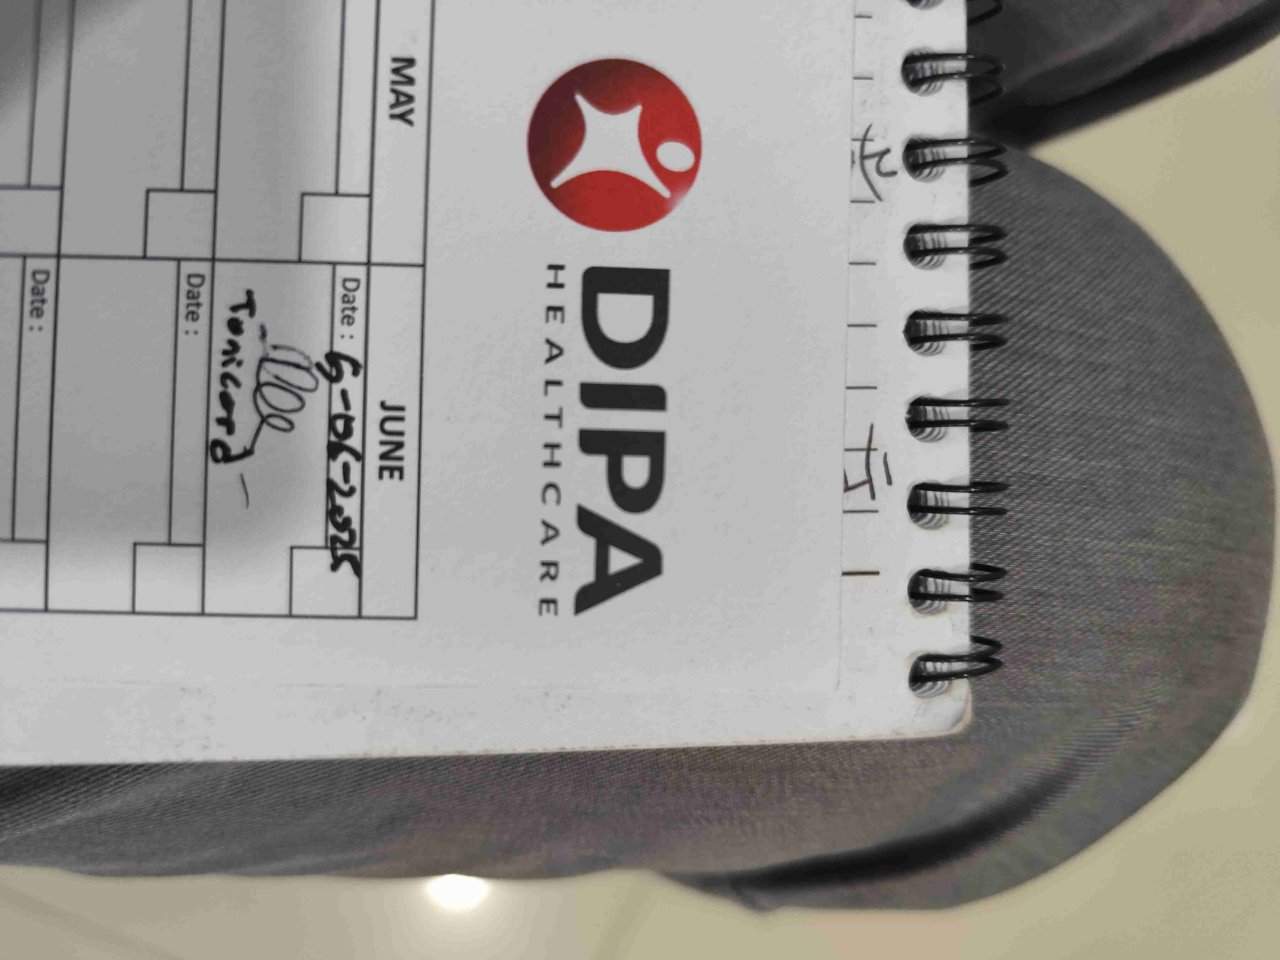 DIPA
HEALTHCARE
MAY
JUNE
Date : 5-06-2025
Tonicard
Date :
Date :